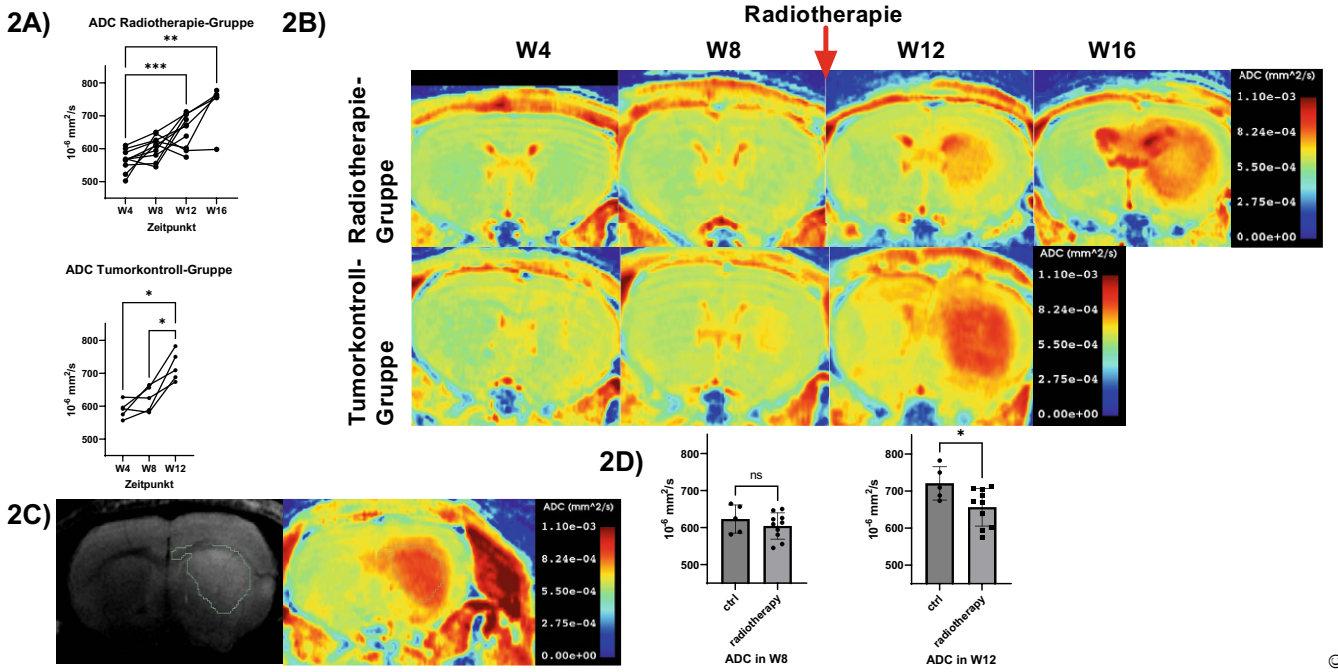 2A)
ADC Radiotherapie-Gruppe
**
***
800
700
600
500
10⁻⁶ mm²/s
W4 W8 W12 W16
Zeitpunkt
ADC Tumorkontroll-Gruppe
*
*
800
700
600
500
10⁻⁶ mm²/s
W4 W8 W12
Zeitpunkt
2B)
Radiotherapie
W4 W8 W12 W16
Radiotherapie-
Gruppe
ADC (mm^2/s)
1.10e-03
8.24e-04
5.50e-04
2.75e-04
0.00e+00
Tumorkontroll-
Gruppe
ADC (mm^2/s)
1.10e-03
8.24e-04
5.50e-04
2.75e-04
0.00e+00
2C)
ADC (mm^2/s)
1.10e-03
8.24e-04
5.50e-04
2.75e-04
0.00e+00
2D)
ns
800
700
600
500
10⁻⁶ mm²/s
ctrl
radiotherapy
ADC in W8
*
800
700
600
500
10⁻⁶ mm²/s
ctrl
radiotherapy
ADC in W12
©